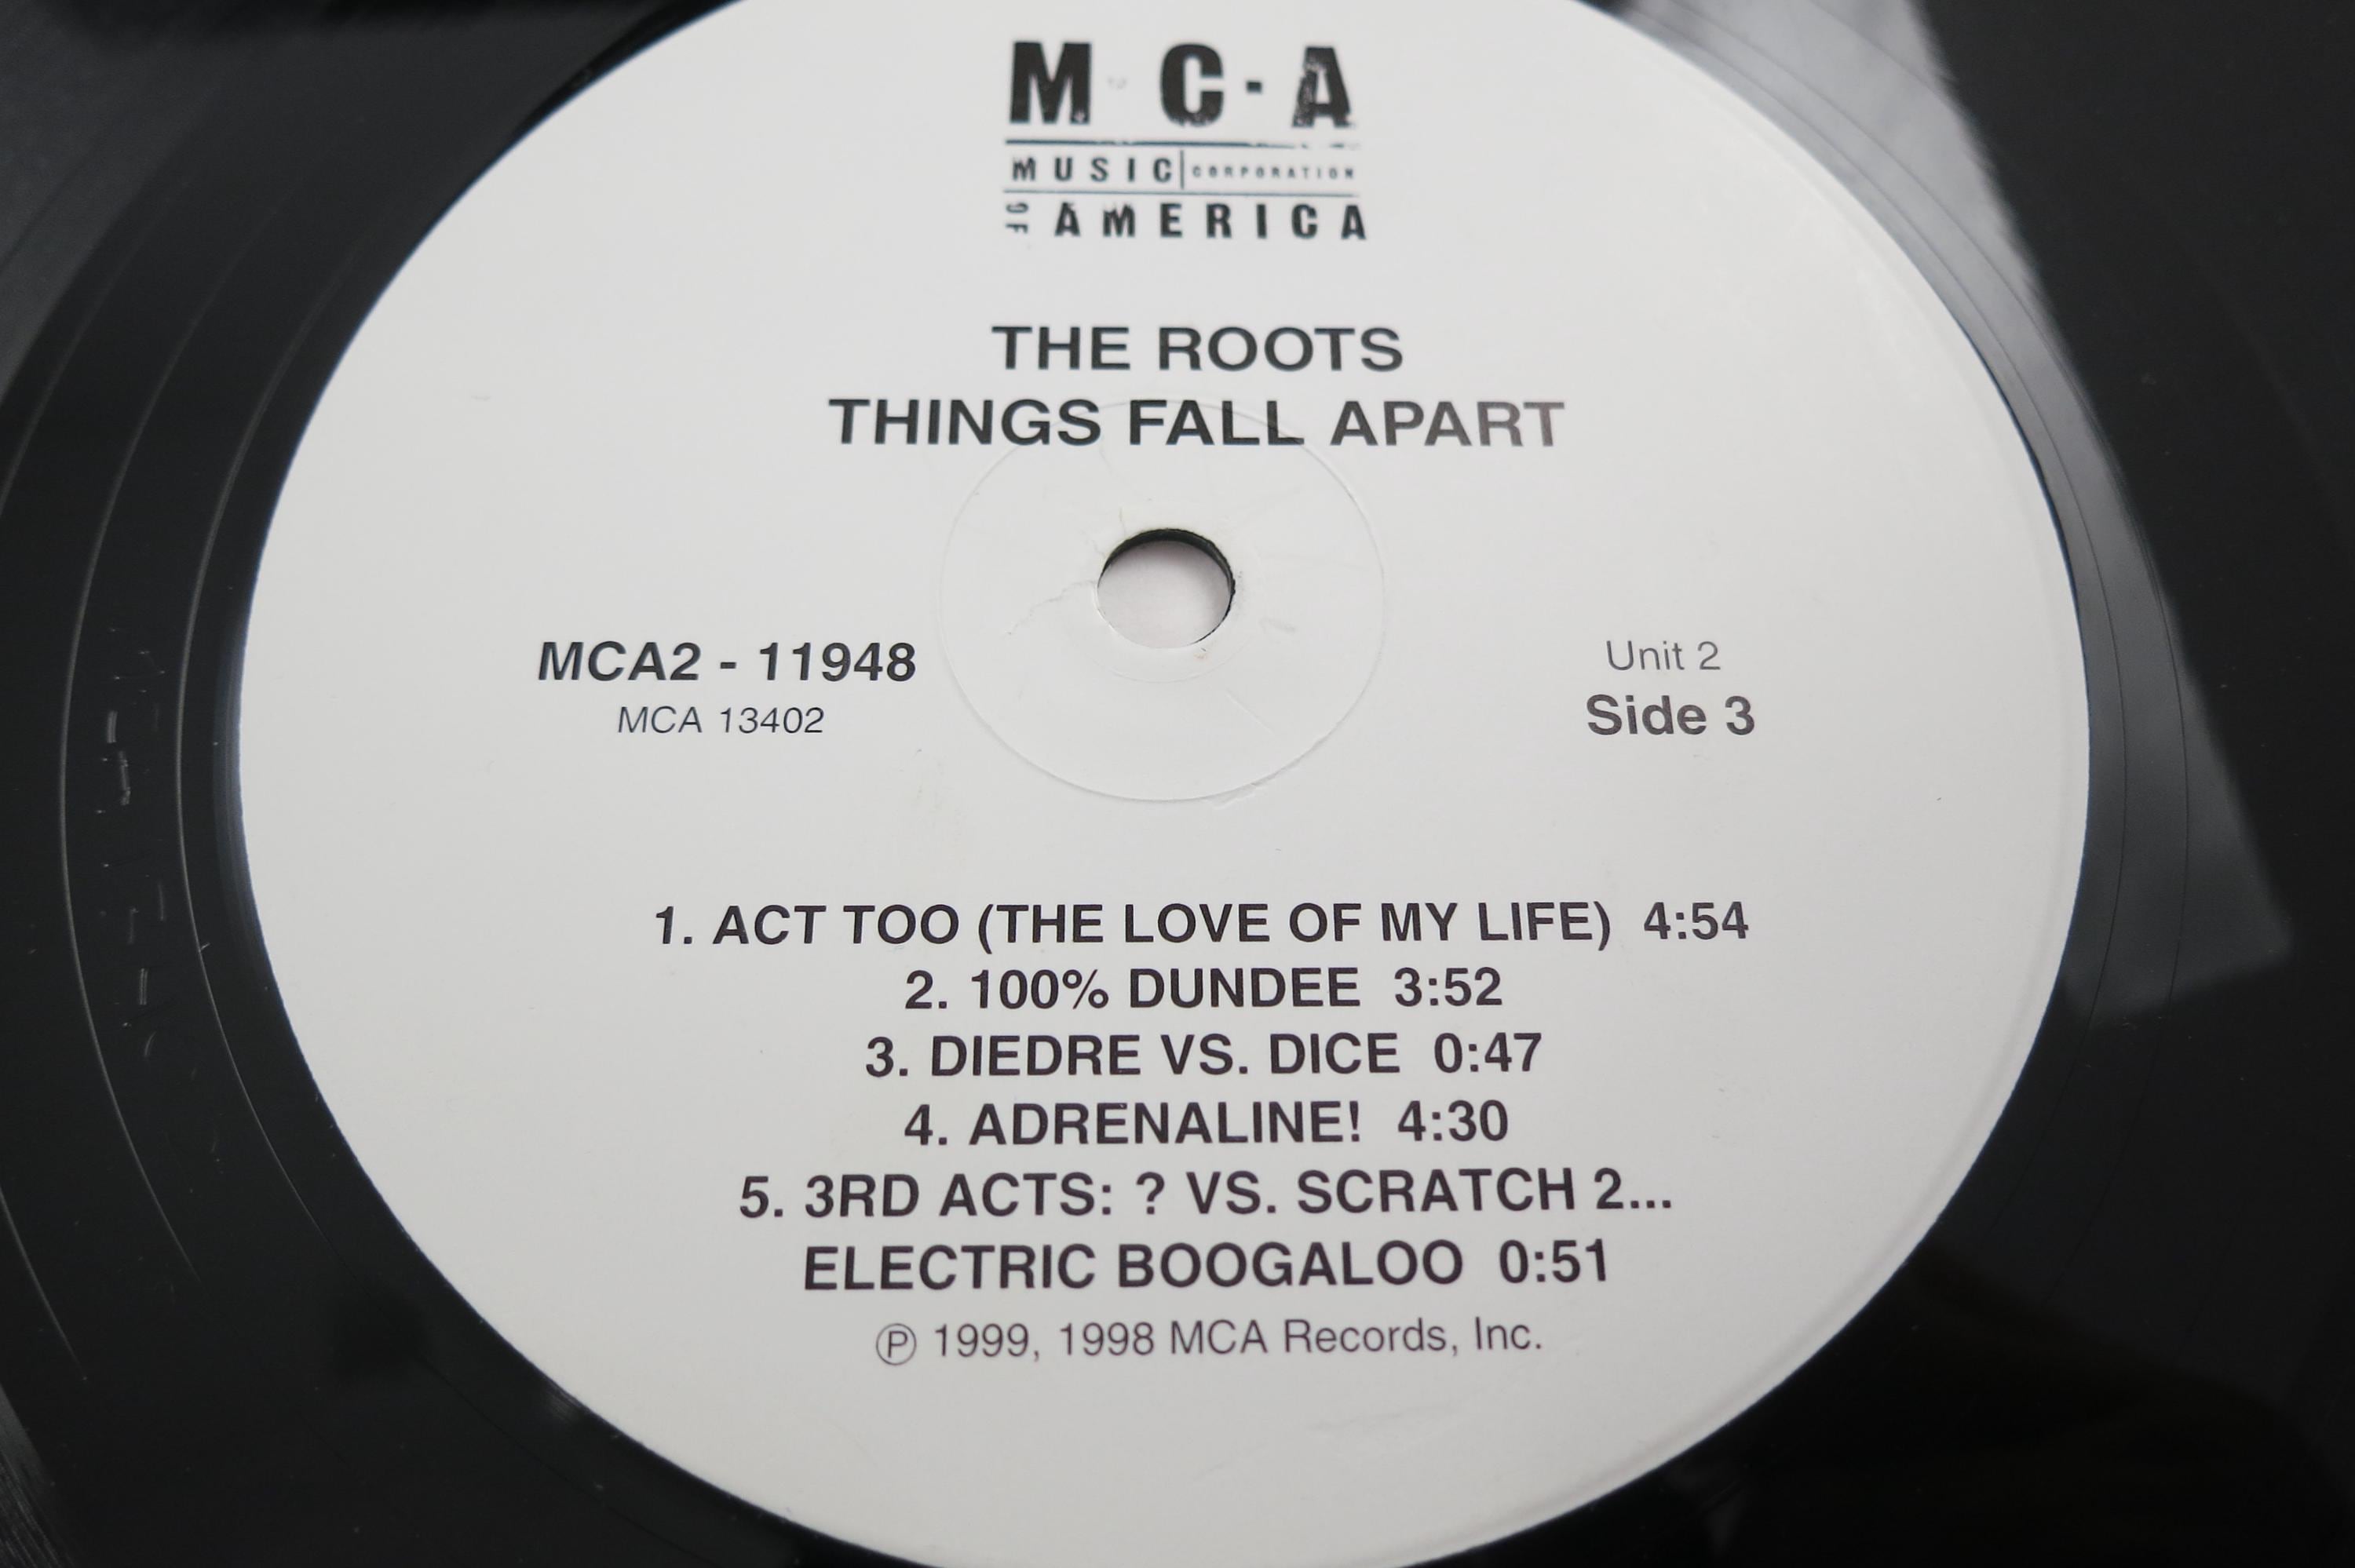 M C · A
MUSIC CORPORATION
OF AMERICA
THE ROOTS
THINGS FALL APART
MCA2 - 11948
MCA 13402
Unit 2
Side 3
1. ACT TOO (THE LOVE OF MY LIFE) 4:54
2. 100% DUNDEE 3:52
3. DIEDRE VS. DICE 0:47
4. ADRENALINE! 4:30
5. 3RD ACTS: ? VS. SCRATCH 2...
ELECTRIC BOOGALOO 0:51
℗ 1999, 1998 MCA Records, Inc.